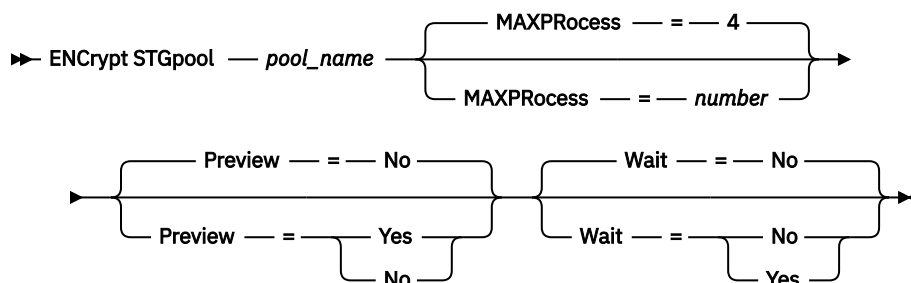 MAXPRocess = 4
ENCrypt STGpool pool_name
MAXPRocess = number
Preview = No Wait = No
Preview = Yes Wait = No
No Yes